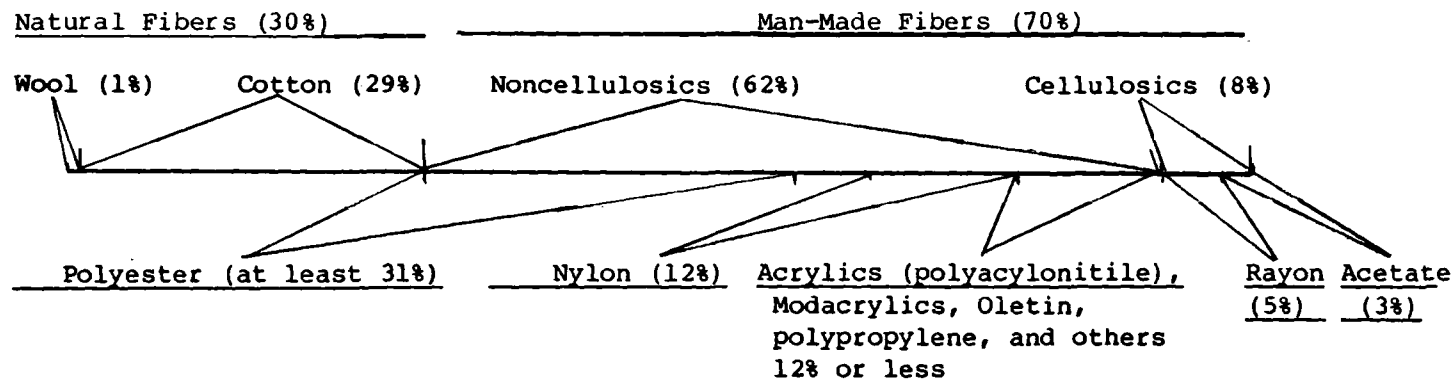 Natural Fibers (30%) Man-Made Fibers (70%)
Wool (1%) Cotton (29%) Noncellulosics (62%) Cellulosics (8%)
Polyester (at least 31%) Nylon (12%) Acrylics (polyacylonitile), Rayon Acetate
Modacrylics, Oletin, (5%) (3%)
polypropylene, and others
12% or less